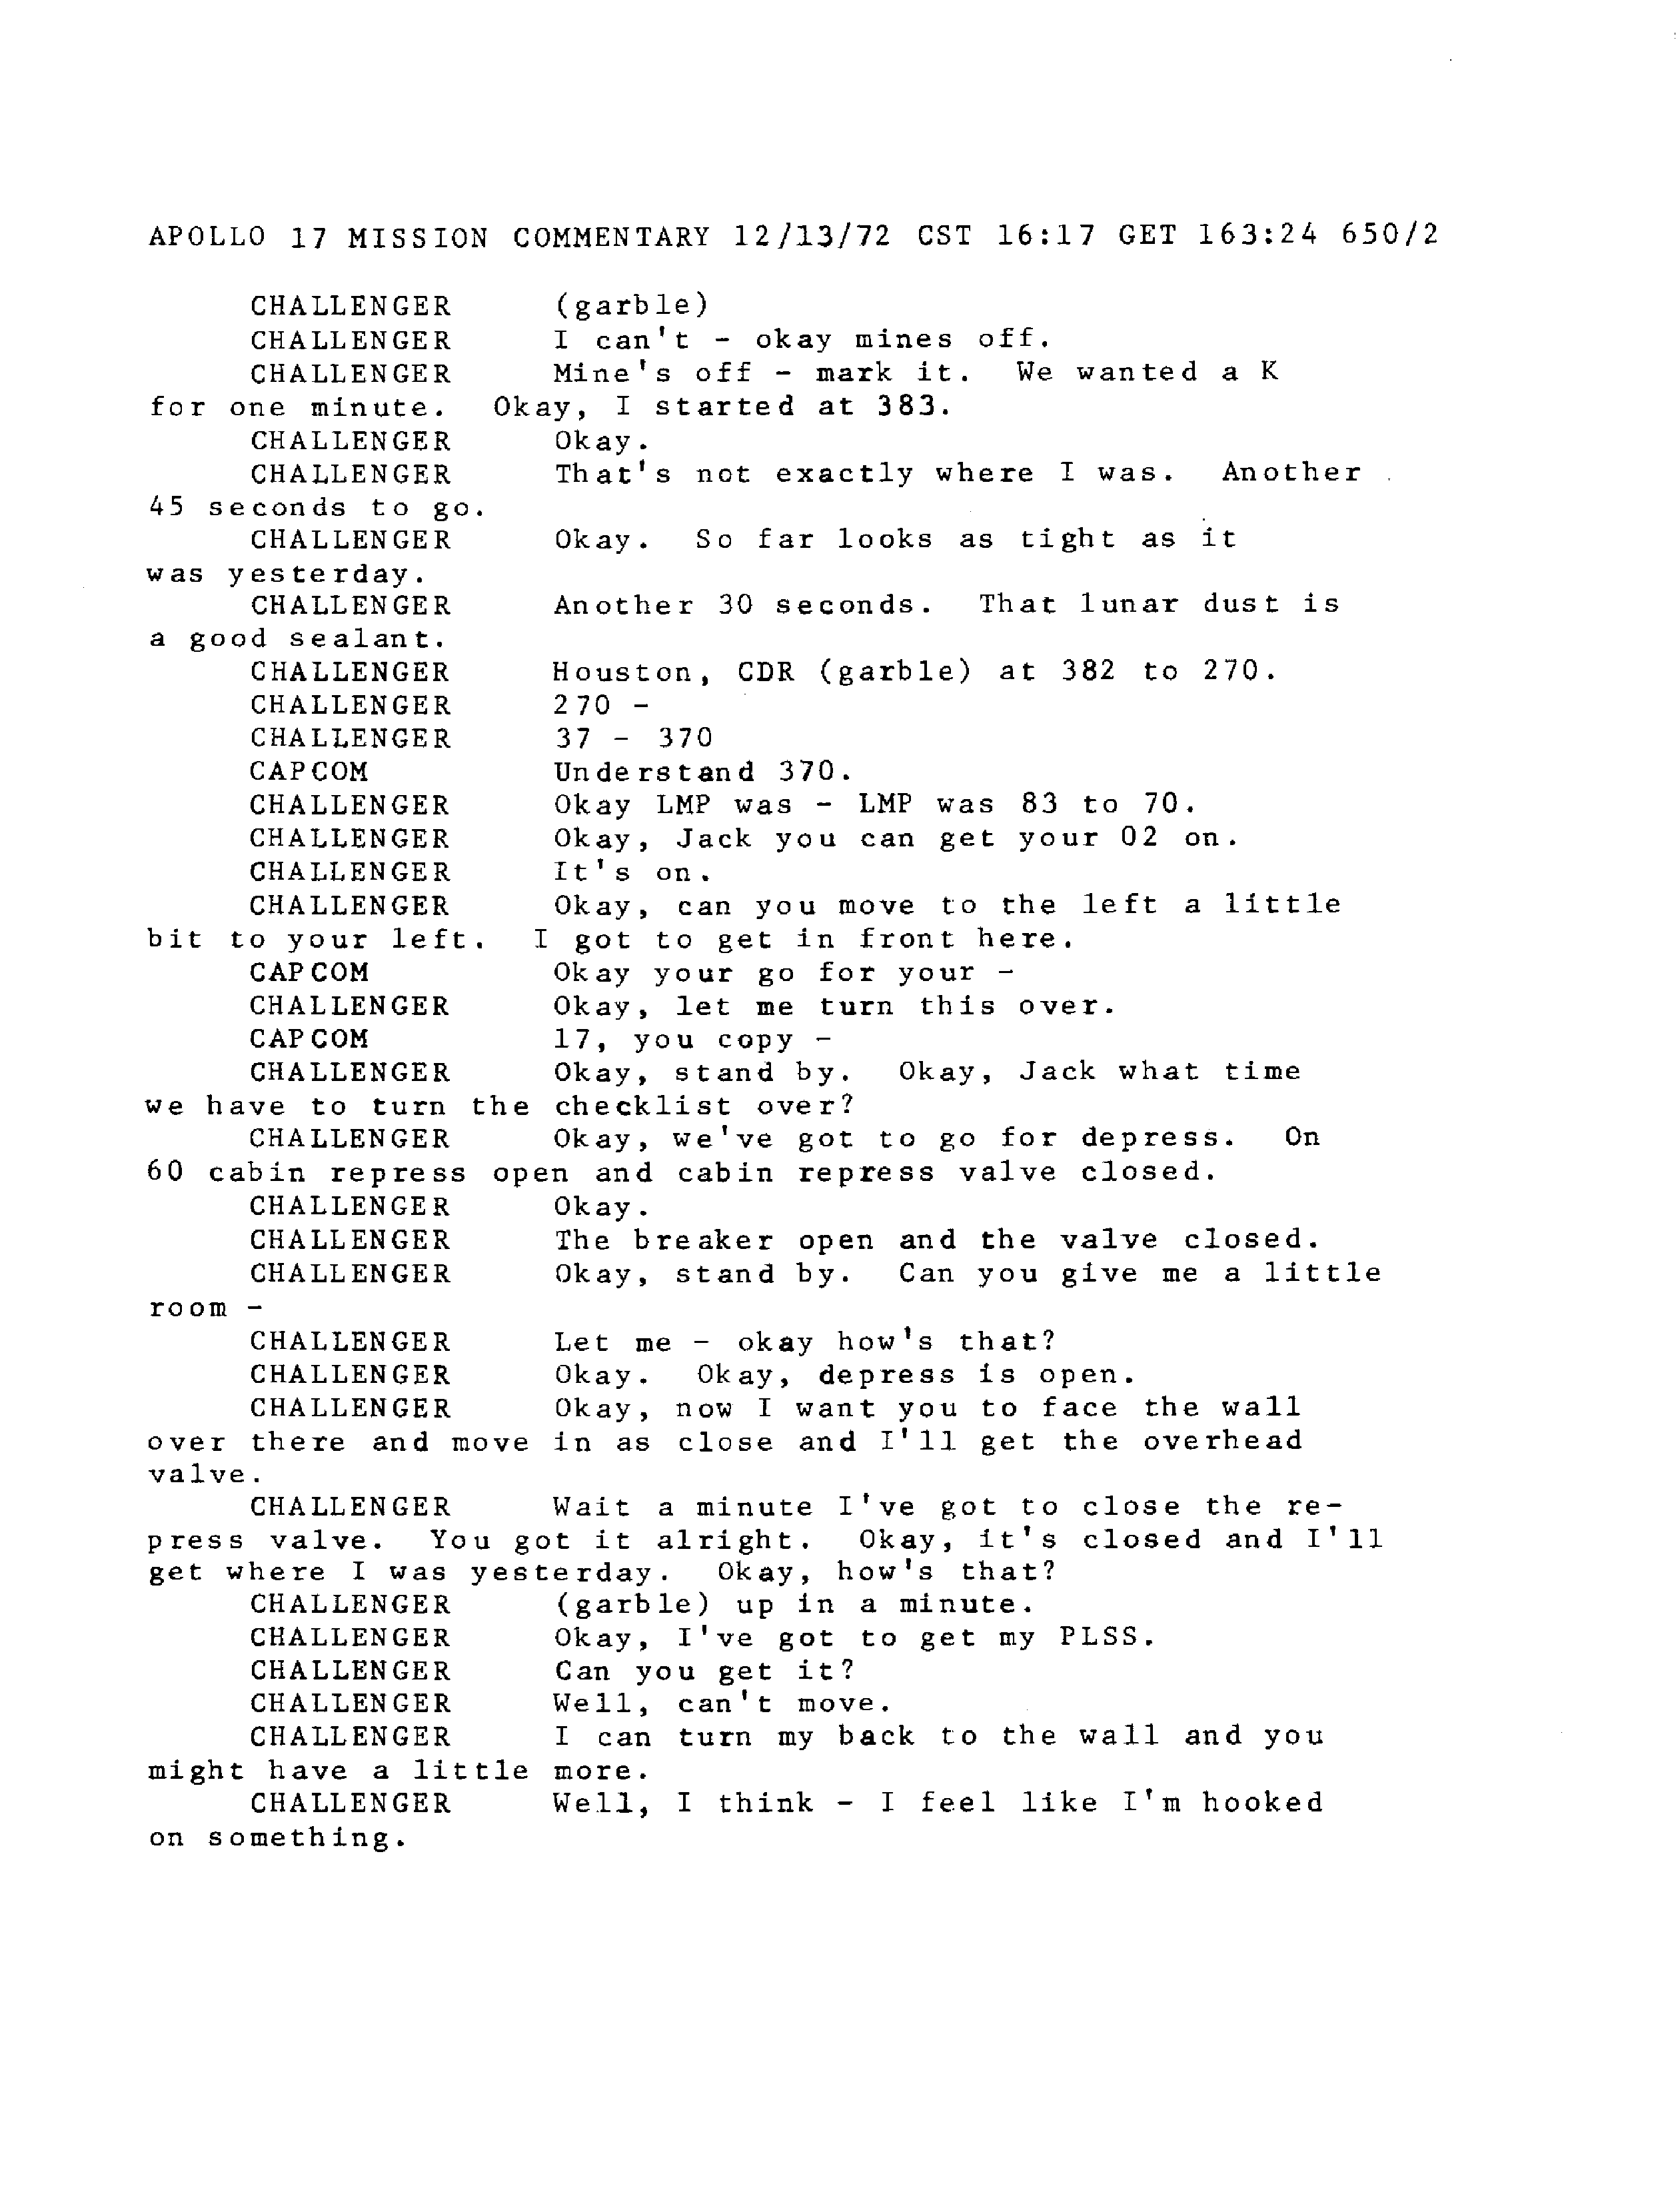 APOLLO 17 MISSION COMMENTARY 12/13/72 CST 16:17 GET 163:24 650/2
CHALLENGER (garble)
CHALLENGER I can't - okay mines off.
CHALLENGER Mine's off - mark it. We wanted a K
for one minute. Okay, I started at 383.
CHALLENGER Okay.
CHALLENGER That's not exactly where I was. Another
45 seconds to go.
CHALLENGER Okay. So far looks as tight as it
was yesterday.
CHALLENGER Another 30 seconds. That lunar dust is
a good sealant.
CHALLENGER Houston, CDR (garble) at 382 to 270.
CHALLENGER 270 -
CHALLENGER 37 - 370
CAPCOM Understand 370.
CHALLENGER Okay LMP was - LMP was 83 to 70.
CHALLENGER Okay, Jack you can get your 02 on.
CHALLENGER It's on.
CHALLENGER Okay, can you move to the left a little
bit to your left. I got to get in front here.
CAPCOM Okay your go for your -
CHALLENGER Okay, let me turn this over.
CAPCOM 17, you copy -
CHALLENGER Okay, stand by. Okay, Jack what time
we have to turn the checklist over?
CHALLENGER Okay, we've got to go for depress. On
60 cabin repress open and cabin repress valve closed.
CHALLENGER Okay.
CHALLENGER The breaker open and the valve closed.
CHALLENGER Okay, stand by. Can you give me a little
room -
CHALLENGER Let me - okay how's that?
CHALLENGER Okay. Okay, depress is open.
CHALLENGER Okay, now I want you to face the wall
over there and move in as close and I'll get the overhead
valve.
CHALLENGER Wait a minute I've got to close the re-
press valve. You got it alright. Okay, it's closed and I'll
get where I was yesterday. Okay, how's that?
CHALLENGER (garble) up in a minute.
CHALLENGER Okay, I've got to get my PLSS.
CHALLENGER Can you get it?
CHALLENGER Well, can't move.
CHALLENGER I can turn my back to the wall and you
might have a little more.
CHALLENGER Well, I think - I feel like I'm hooked
on something.